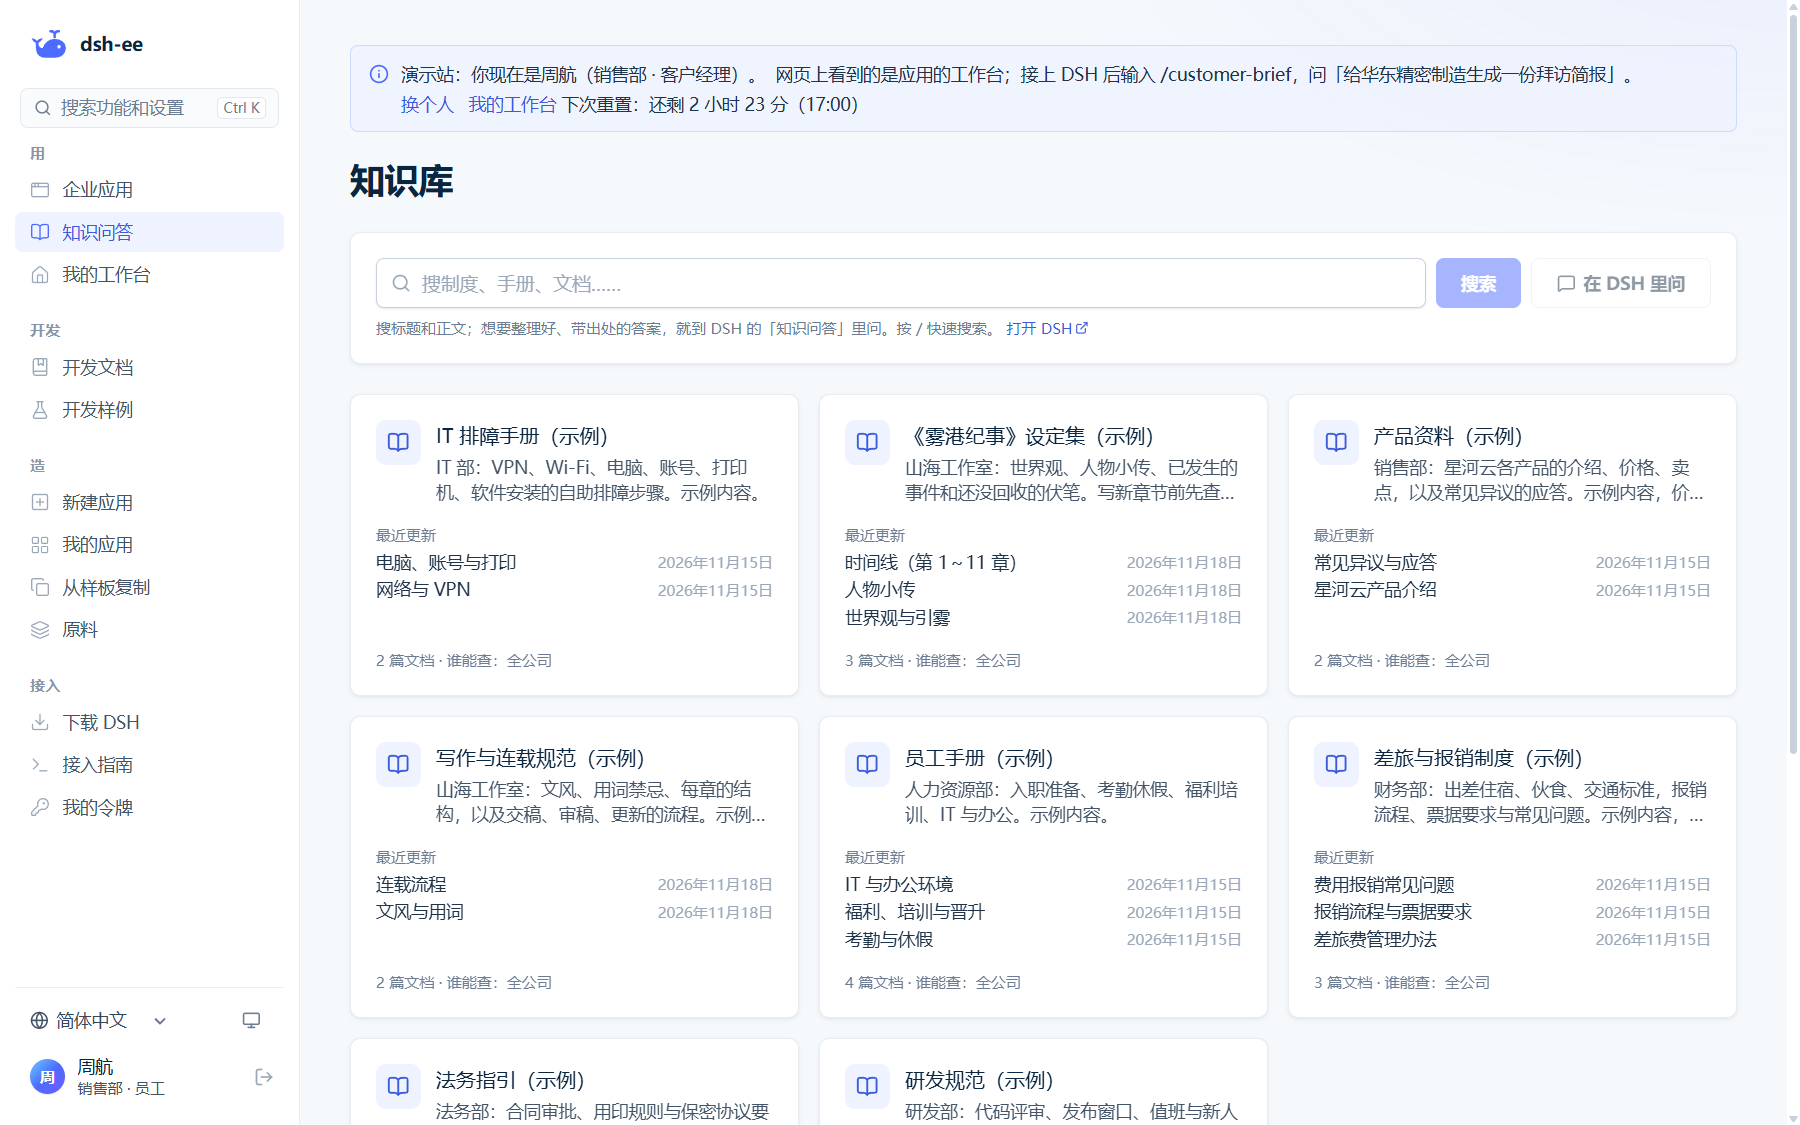 dsh-ee
搜索功能和设置 Ctrl K
用
企业应用
知识问答
我的工作台
开发
开发文档
开发样例
造
新建应用
我的应用
从样板复制
原料
接入
下载 DSH
接入指南
我的令牌
简体中文
周
周航
销售部 · 员工
演示站：你现在是周航（销售部 · 客户经理）。 网页上看到的是应用的工作台；接上 DSH 后输入 /customer-brief，问「给华东精密制造生成一份拜访简报」。
换个人 我的工作台 下次重置：还剩 2 小时 23 分（17:00）
知识库
搜制度、手册、文档......
搜索
在 DSH 里问
搜标题和正文；想要整理好、带出处的答案，就到 DSH 的「知识问答」里问。按 / 快速搜索。 打开 DSH
IT 排障手册（示例）
IT 部：VPN、Wi-Fi、电脑、账号、打印
机、软件安装的自助排障步骤。示例内容。
最近更新
电脑、账号与打印 2026年11月15日
网络与 VPN 2026年11月15日
2 篇文档 · 谁能查：全公司
《雾港纪事》设定集（示例）
山海工作室：世界观、人物小传、已发生的
事件和还没回收的伏笔。写新章节前先查...
最近更新
时间线（第 1～11 章） 2026年11月18日
人物小传 2026年11月18日
世界观与引雾 2026年11月18日
3 篇文档 · 谁能查：全公司
产品资料（示例）
销售部：星河云各产品的介绍、价格、卖
点，以及常见异议的应答。示例内容，价...
最近更新
常见异议与应答 2026年11月15日
星河云产品介绍 2026年11月15日
2 篇文档 · 谁能查：全公司
写作与连载规范（示例）
山海工作室：文风、用词禁忌、每章的结
构，以及交稿、审稿、更新的流程。示例...
最近更新
连载流程 2026年11月18日
文风与用词 2026年11月18日
2 篇文档 · 谁能查：全公司
员工手册（示例）
人力资源部：入职准备、考勤休假、福利培
训、IT 与办公。示例内容。
最近更新
IT 与办公环境 2026年11月15日
福利、培训与晋升 2026年11月15日
考勤与休假 2026年11月15日
4 篇文档 · 谁能查：全公司
差旅与报销制度（示例）
财务部：出差住宿、伙食、交通标准，报销
流程、票据要求与常见问题。示例内容，...
最近更新
费用报销常见问题 2026年11月15日
报销流程与票据要求 2026年11月15日
差旅费管理办法 2026年11月15日
3 篇文档 · 谁能查：全公司
法务指引（示例）
法务部：合同审批、用印规则与保密协议要
研发规范（示例）
研发部：代码评审、发布窗口、值班与新人